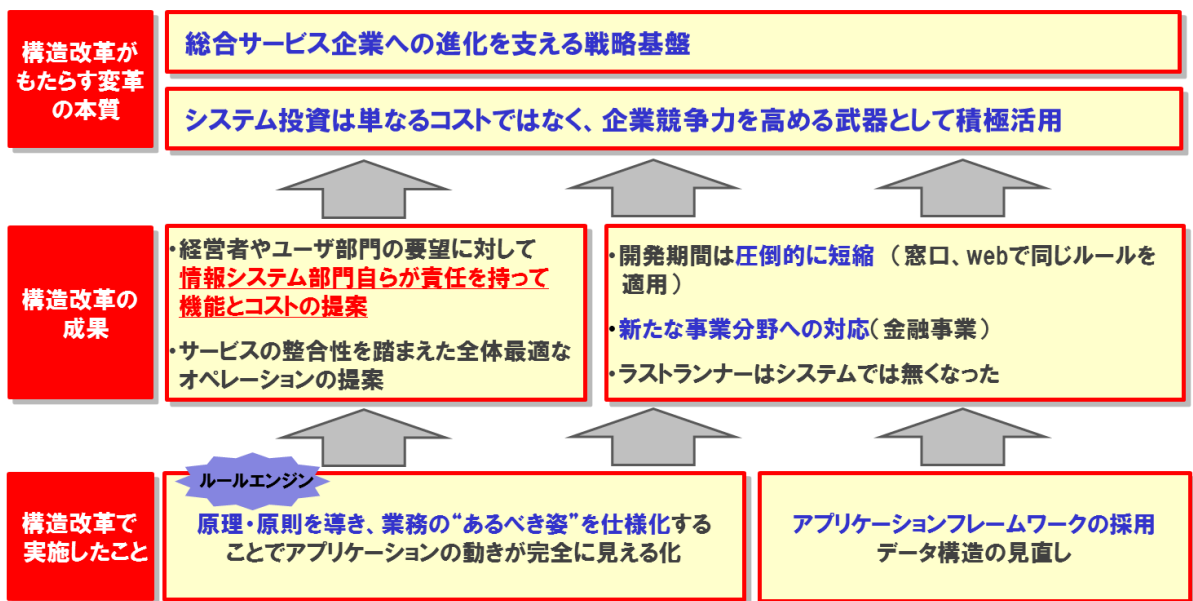 構造改革が
もたらす変革
の本質
総合サービス企業への進化を支える戦略基盤
システム投資は単なるコストではなく、企業競争力を高める武器として積極活用
構造改革の
成果
・経営者やユーザ部門の要望に対して
情報システム部門自らが責任を持って
機能とコストの提案
・サービスの整合性を踏まえた全体最適な
オペレーションの提案
・開発期間は圧倒的に短縮 （窓口、webで同じルールを
適用）
・新たな事業分野への対応（金融事業）
・ラストランナーはシステムでは無くなった
構造改革で
実施したこと
ルールエンジン
原理・原則を導き、業務の“あるべき姿”を仕様化する
ことでアプリケーションの動きが完全に見える化
アプリケーションフレームワークの採用
データ構造の見直し